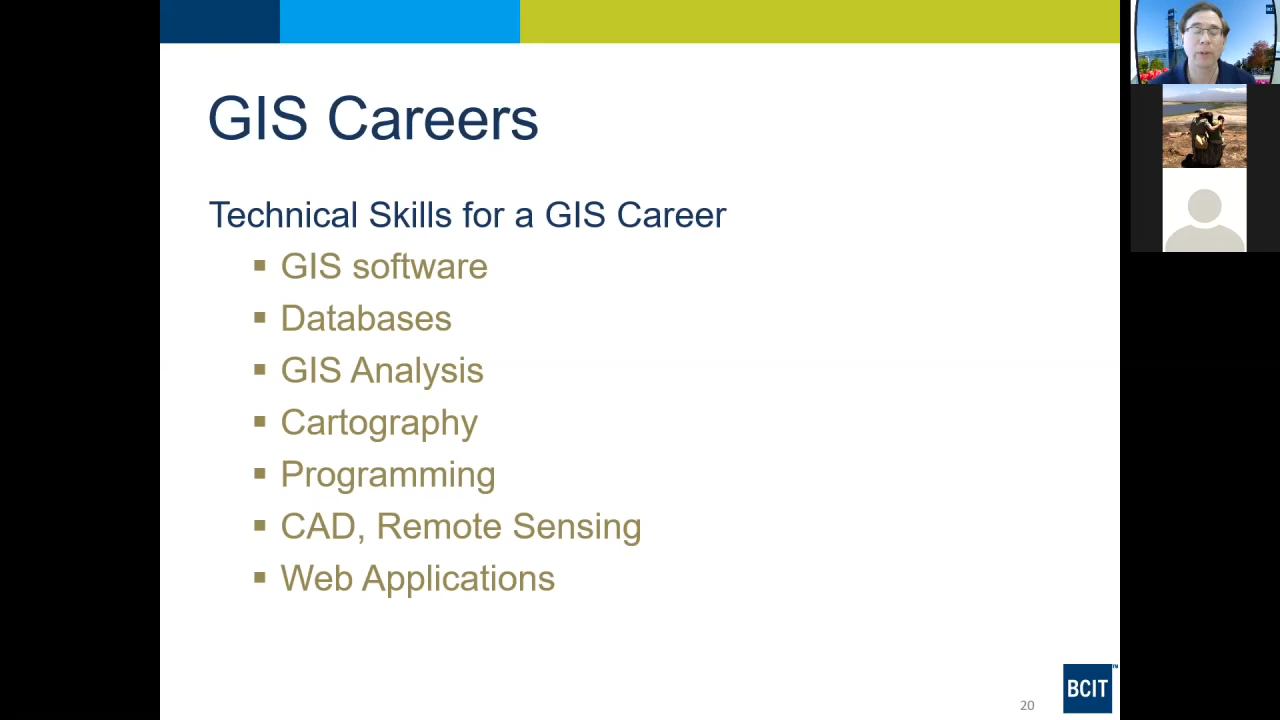 GIS Careers
Technical Skills for a GIS Career
▪ GIS software
▪ Databases
▪ GIS Analysis
▪ Cartography
▪ Programming
▪ CAD, Remote Sensing
▪ Web Applications
20
BCIT™